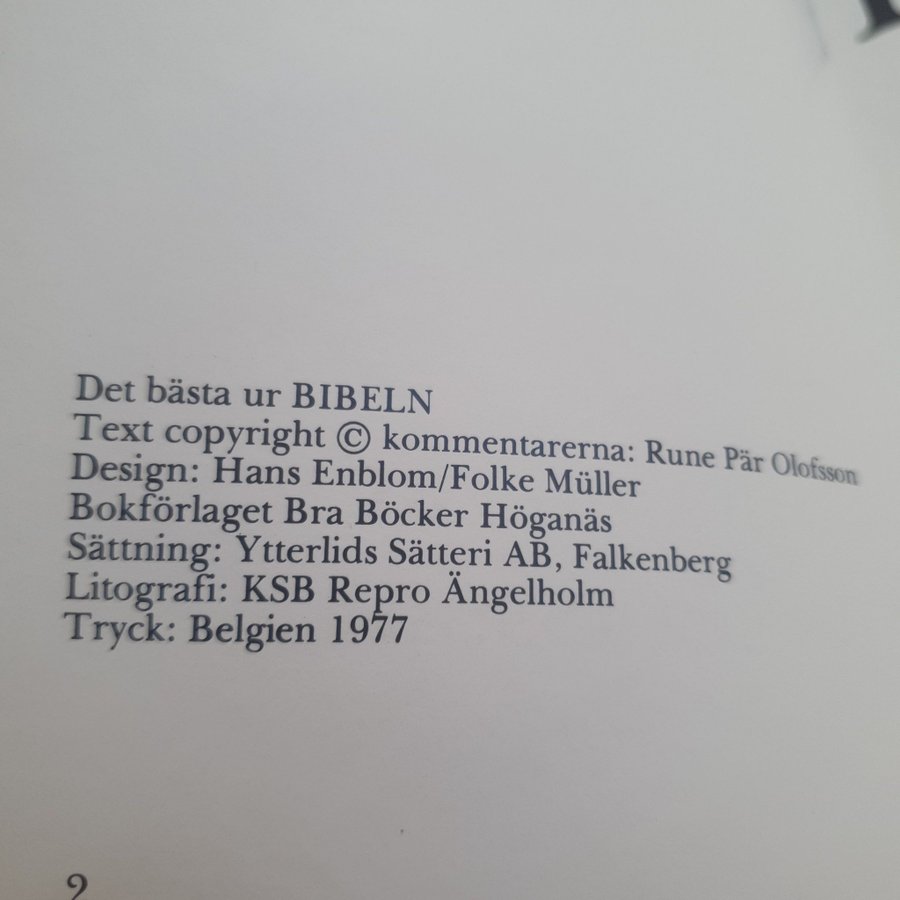 Det bästa ur BIBELN
Text copyright © kommentarerna: Rune Pär Olofsson
Design: Hans Enblom/Folke Müller
Bokförlaget Bra Böcker Höganäs
Sättning: Ytterlids Sätteri AB, Falkenberg
Litografi: KSB Repro Ängelholm
Tryck: Belgien 1977
2